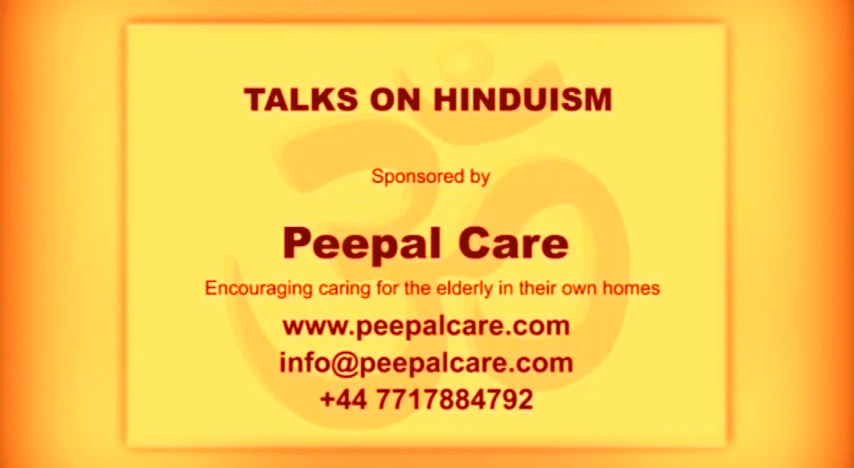 TALKS ON HINDUISM
Sponsored by
Peepal Care
Encouraging caring for the elderly in their own homes
www.peepalcare.com
info@peepalcare.com
+44 7717884792